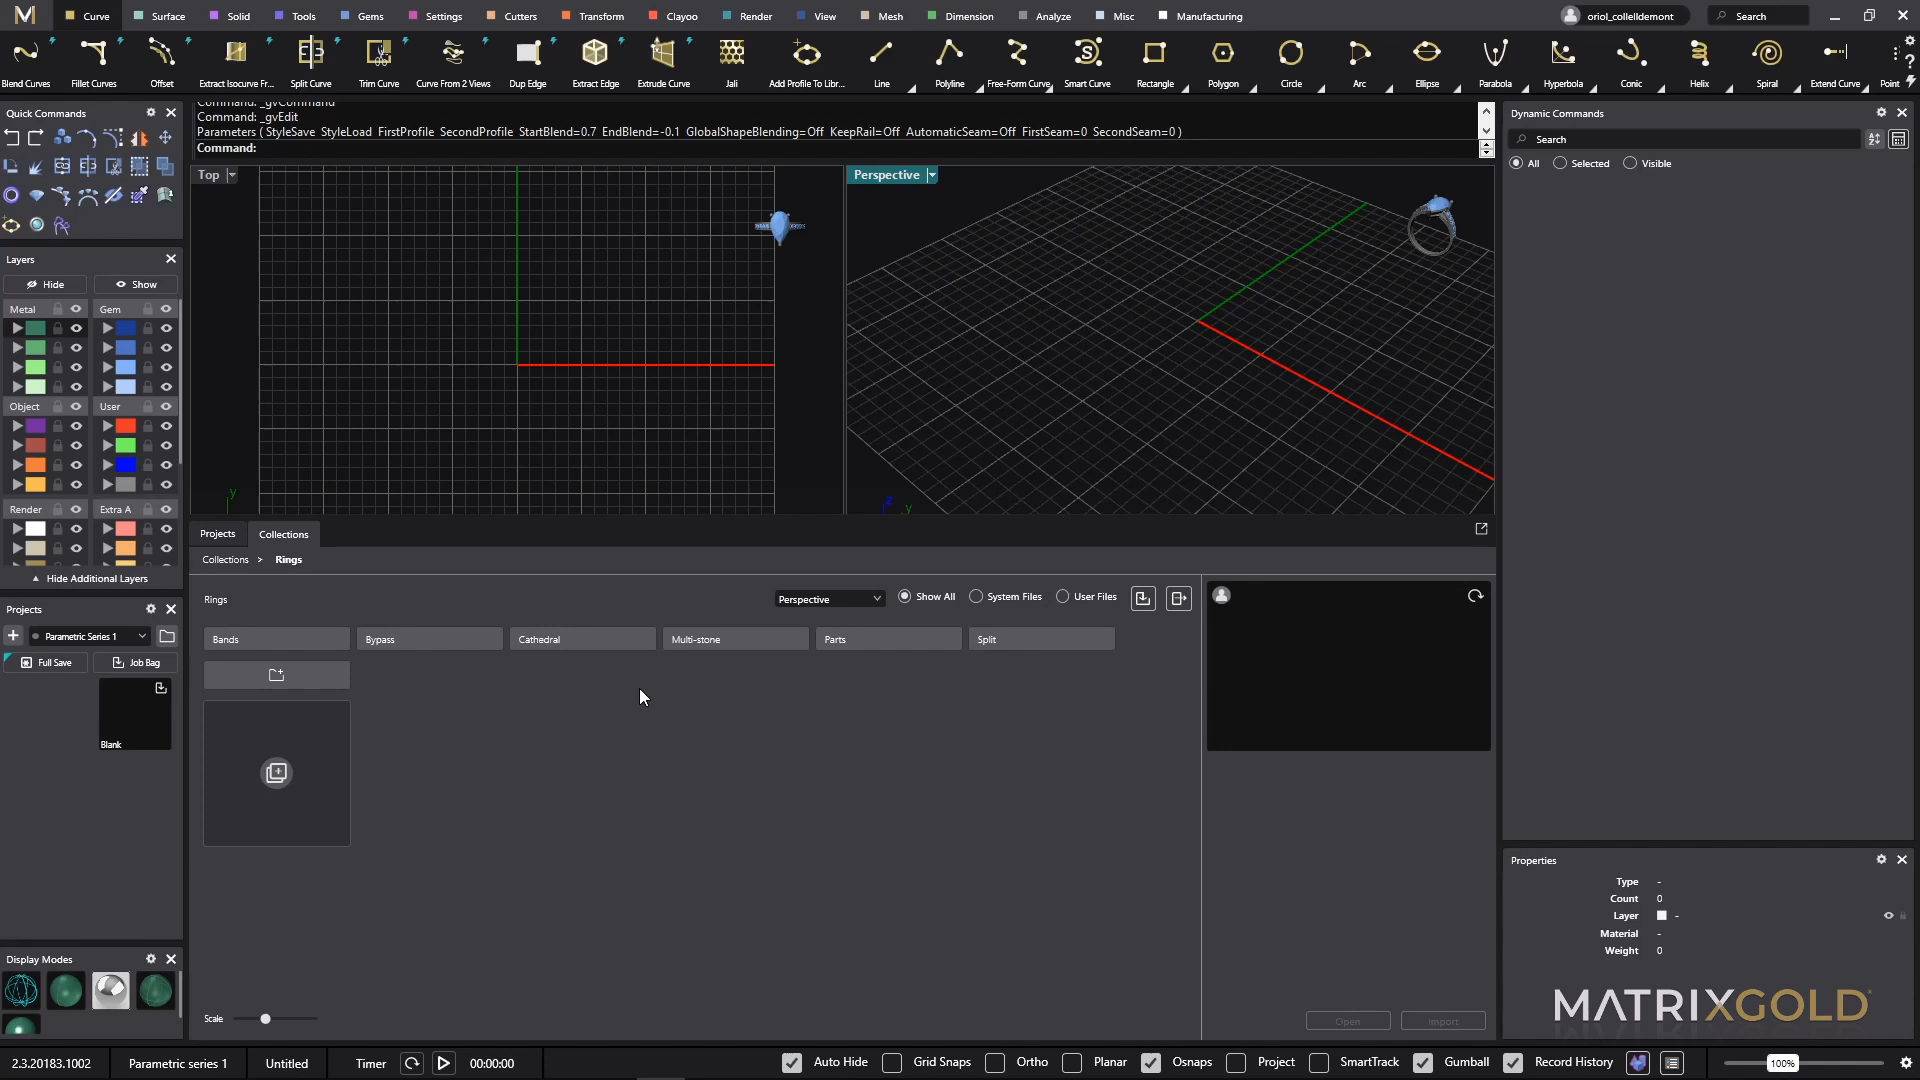 Curve Surface Solid Tools Gems Settings Cutters Transform Clayoo Render View Mesh Dimension Analyze Misc Manufacturing oriol_collelldemont Search
Blend Curves Fillet Curves Offset Extract Isocurve Fr... Split Curve Trim Curve Curve From 2 Views Dup Edge Extract Edge Extrude Curve Jali Add Profile To Libr... Line Polyline Free-Form Curve Smart Curve Rectangle Polygon Circle Arc Ellipse Parabola Hyperbola Conic Helix Spiral Extend Curve Point
Quick Commands
Command: _gvCommand
Command: _gvEdit
Parameters ( StyleSave StyleLoad FirstProfile SecondProfile StartBlend=0.7 EndBlend=-0.1 GlobalShapeBlending=Off KeepRail=Off AutomaticSeam=Off FirstSeam=0 SecondSeam=0 )
Command:
Dynamic Commands
Search
All Selected Visible
Top
Perspective
y
z
y
Layers
Hide Show
Metal Gem
Object User
Render Extra A
Hide Additional Layers
Projects
Parametric Series 1
Full Save Job Bag
Blank
Display Modes
Projects Collections
Collections > Rings
Rings
Perspective Show All System Files User Files
Bands Bypass Cathedral Multi-stone Parts Split
Scale
Open Import
Properties
Type -
Count 0
Layer -
Material -
Weight 0
MATRIXGOLD
2.3.20183.1002 Parametric series 1 Untitled Timer 00:00:00 Auto Hide Grid Snaps Ortho Planar Osnaps Project SmartTrack Gumball Record History 100%